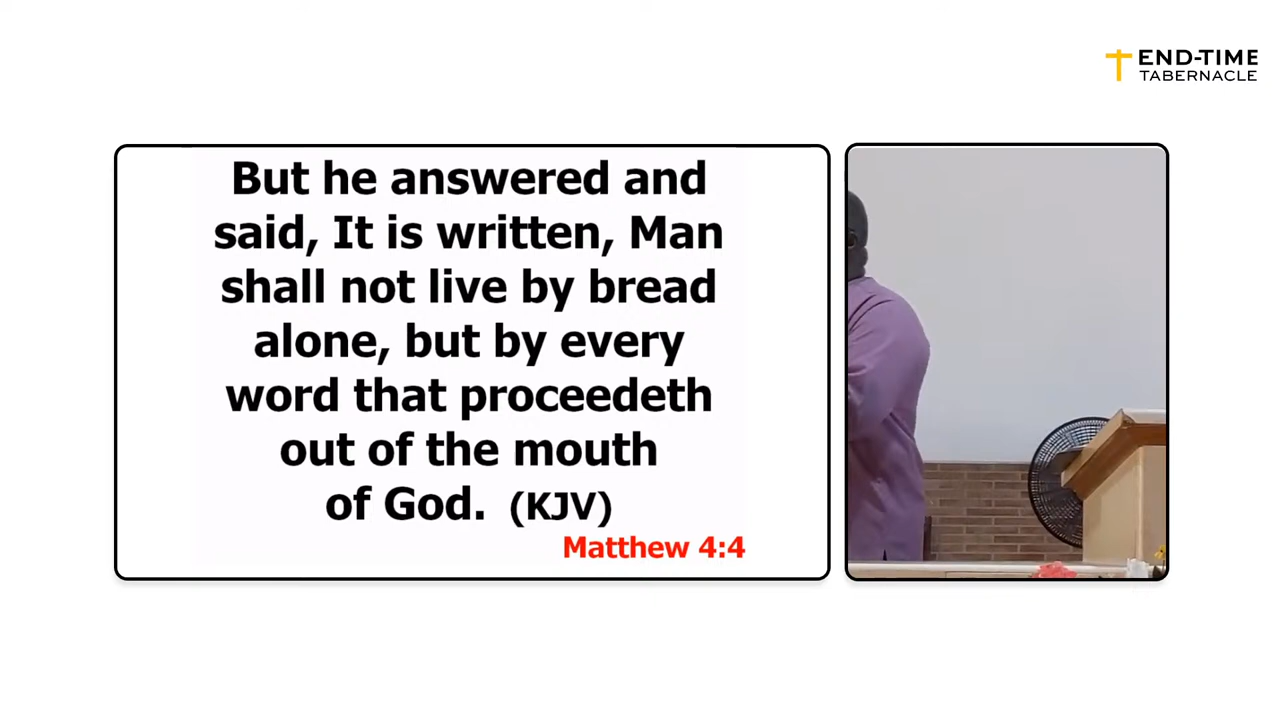 END-TIME
TABERNACLE
But he answered and
said, It is written, Man
shall not live by bread
alone, but by every
word that proceedeth
out of the mouth
of God. (KJV)
Matthew 4:4